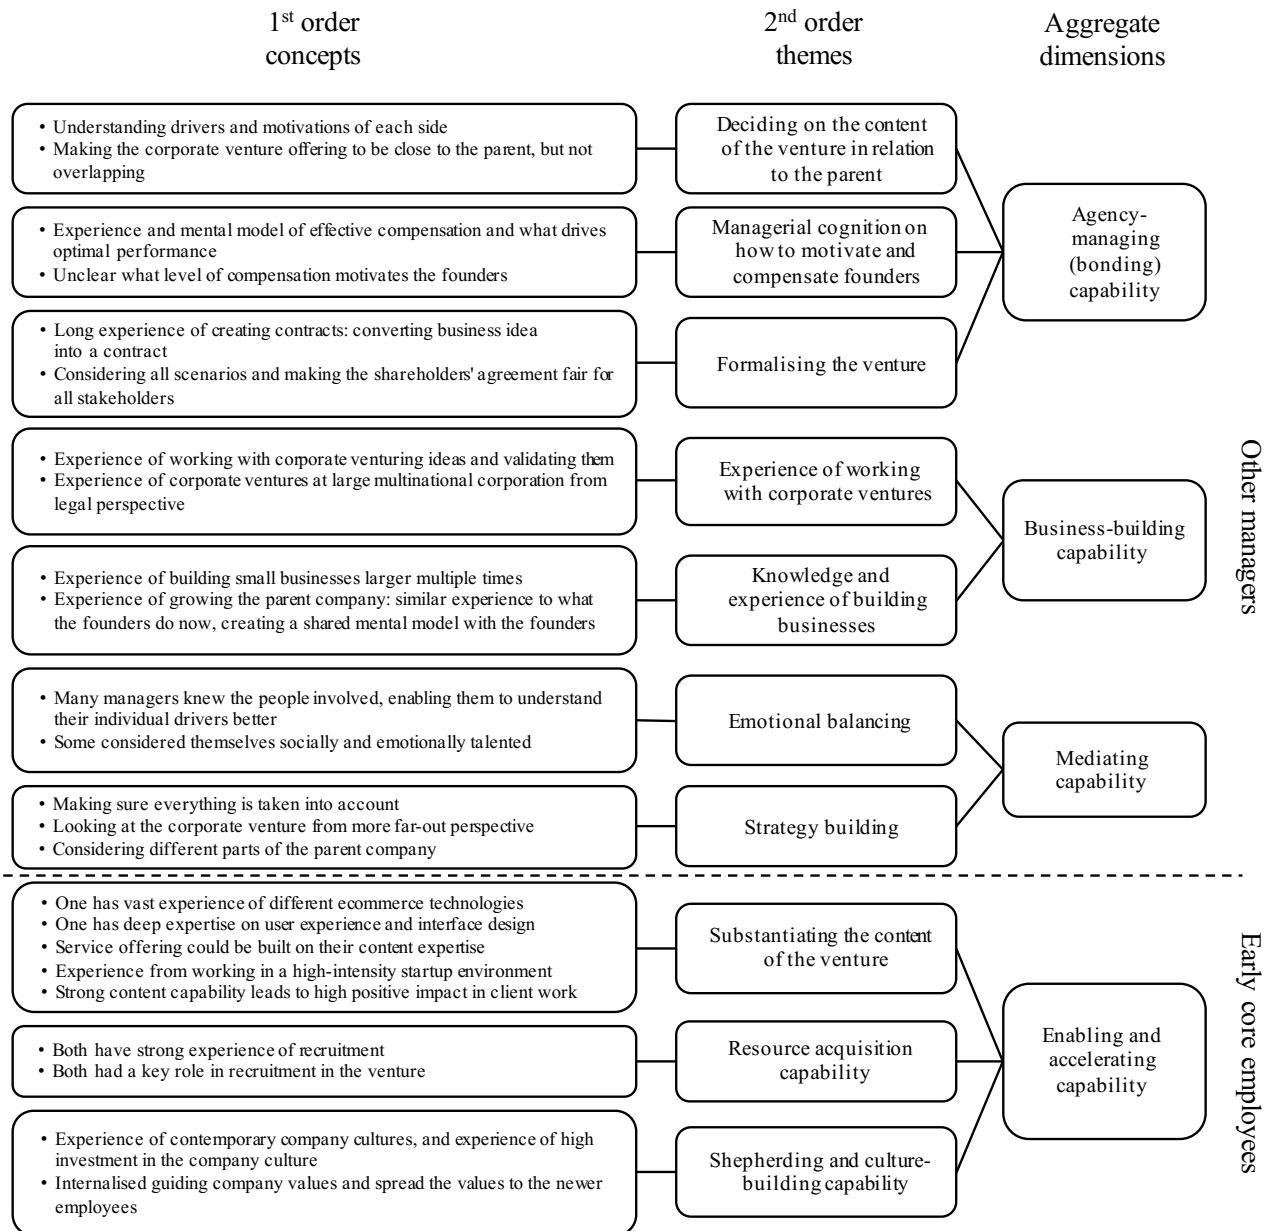 1st order
concepts
2nd order
themes
Aggregate
dimensions
• Understanding drivers and motivations of each side
• Making the corporate venture offering to be close to the parent, but not
overlapping
Deciding on the content
of the venture in relation
to the parent
• Experience and mental model of effective compensation and what drives
optimal performance
• Unclear what level of compensation motivates the founders
Managerial cognition on
how to motivate and
compensate founders
Agency-
managing
(bonding)
capability
• Long experience of creating contracts: converting business idea
into a contract
• Considering all scenarios and making the shareholders' agreement fair for
all stakeholders
Formalising the venture
• Experience of working with corporate venturing ideas and validating them
• Experience of corporate ventures at large multinational corporation from
legal perspective
Experience of working
with corporate ventures
Business-building
capability
• Experience of building small businesses larger multiple times
• Experience of growing the parent company: similar experience to what
the founders do now, creating a shared mental model with the founders
Knowledge and
experience of building
businesses
Other managers
• Many managers knew the people involved, enabling them to understand
their individual drivers better
• Some considered themselves socially and emotionally talented
Emotional balancing
Mediating
capability
• Making sure everything is taken into account
• Looking at the corporate venture from more far-out perspective
• Considering different parts of the parent company
Strategy building
• One has vast experience of different ecommerce technologies
• One has deep expertise on user experience and interface design
• Service offering could be built on their content expertise
• Experience from working in a high-intensity startup environment
• Strong content capability leads to high positive impact in client work
Substantiating the content
of the venture
• Both have strong experience of recruitment
• Both had a key role in recruitment in the venture
Resource acquisition
capability
Enabling and
accelerating
capability
Early core employees
• Experience of contemporary company cultures, and experience of high
investment in the company culture
• Internalised guiding company values and spread the values to the newer
employees
Shepherding and culture-
building capability